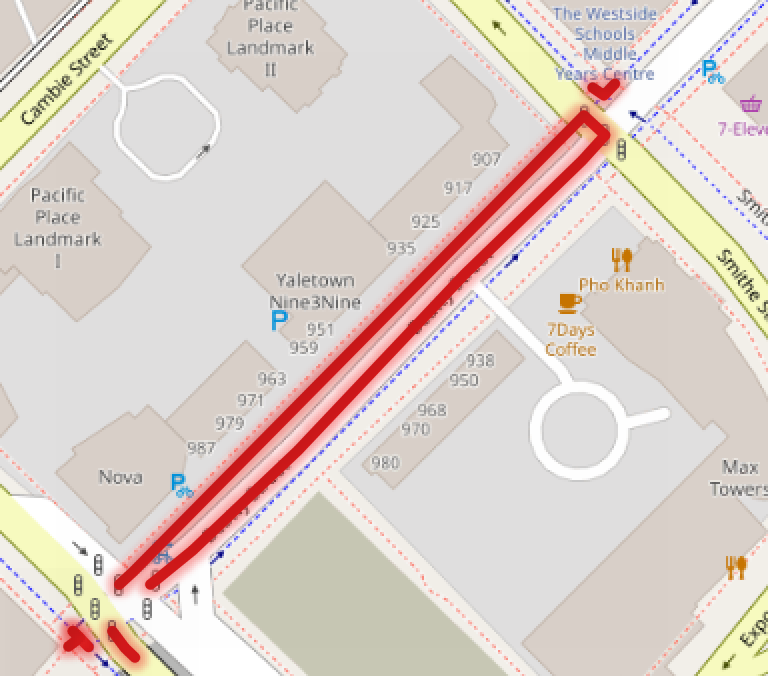 Pacific
Place
Landmark
II
The Westside
Schools
Middle
Years Centre
Cambie Street
7-Eleve
907
917
925
935
Pacific
Place
Landmark
I
Smithe S
Pho Khanh
Yaletown
Nine3Nine
P
951
959
7Days
Coffee
938
950
963
971
979
987
968
970
980
Nova
P
Max
Towers
Expo